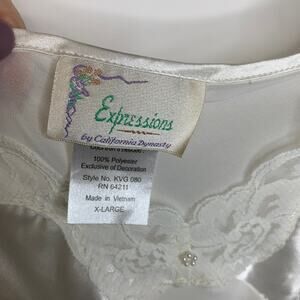 Expressions
by California Dynasty
100% Polyester
Exclusive of Decoration
Style No. KVG 080
RN 64211
Made in Vietnam
X-LARGE